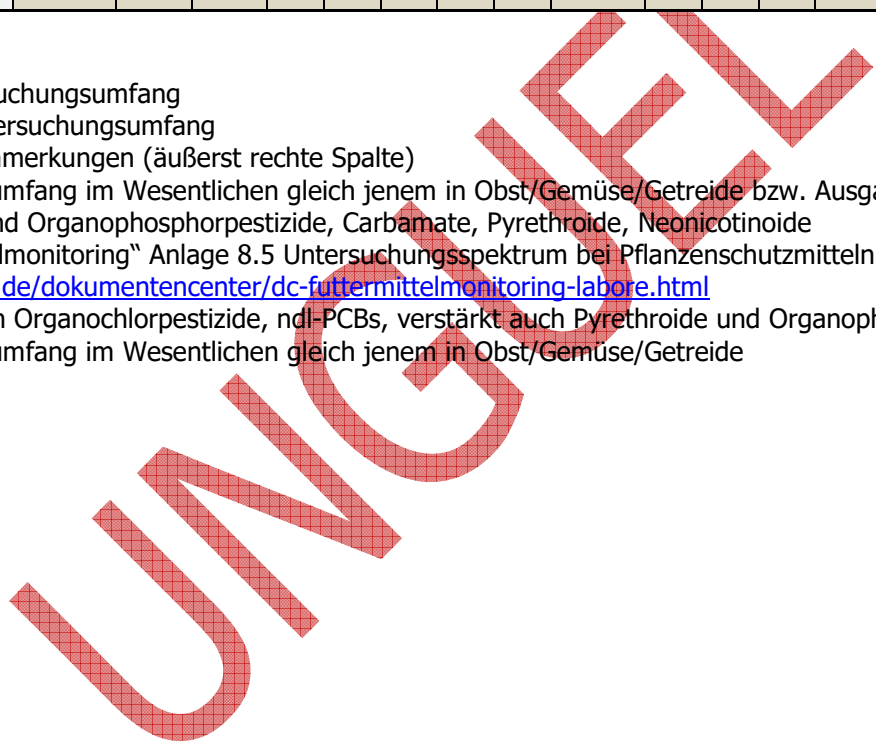 uchungsumfang
ersuchungsumfang
merkungen (äußerst rechte Spalte)
umfang im Wesentlichen gleich jenem in Obst/Gemüse/Getreide bzw. Ausga
nd Organophosphorpestizide, Carbamate, Pyrethroide, Neonicotinoide
lmonitoring“ Anlage 8.5 Untersuchungsspektrum bei Pflanzenschutzmitteln
.de/dokumentencenter/dc-futtermittelmonitoring-labore.html
n Organochlorpestizide, ndl-PCBs, verstärkt auch Pyrethroide und Organoph
umfang im Wesentlichen gleich jenem in Obst/Gemüse/Getreide
UNGUEL